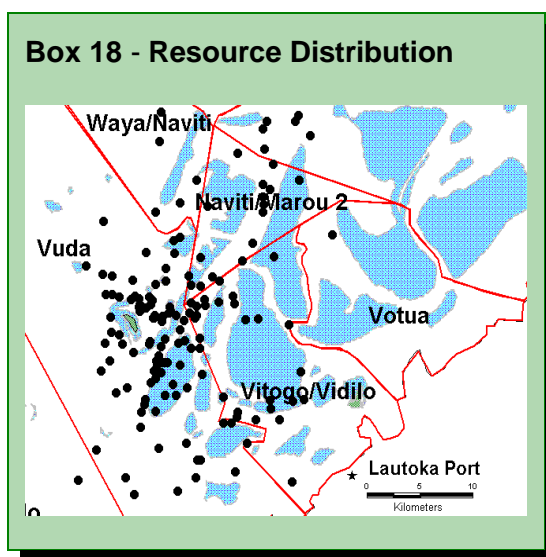 Box 18 - Resource Distribution
Waya/Naviti
Naviti/Marou 2
Vuda
Votua
Vitogo/Vidilo
Lautoka Port
0 5 10
Kilometers